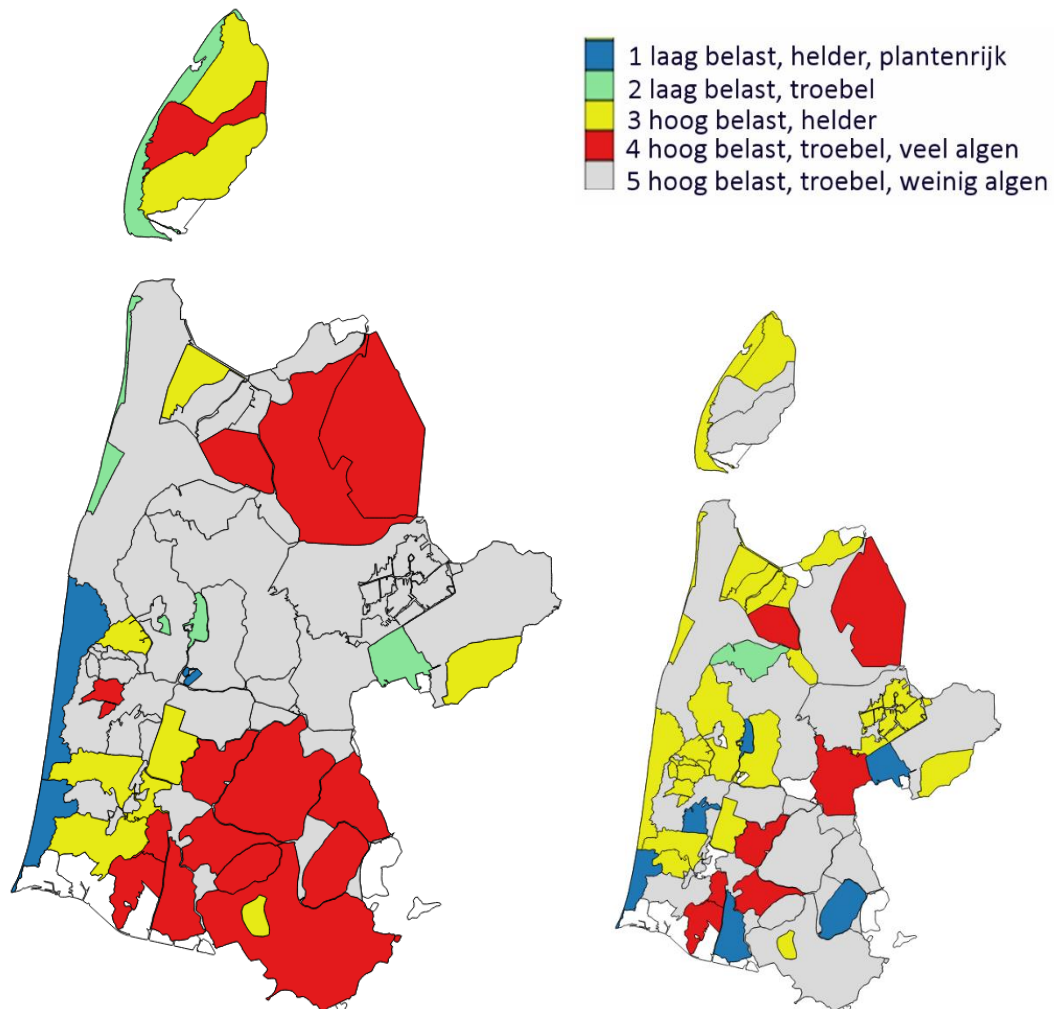 1 laag belast, helder, plantenrijk
2 laag belast, troebel
3 hoog belast, helder
4 hoog belast, troebel, veel algen
5 hoog belast, troebel, weinig algen